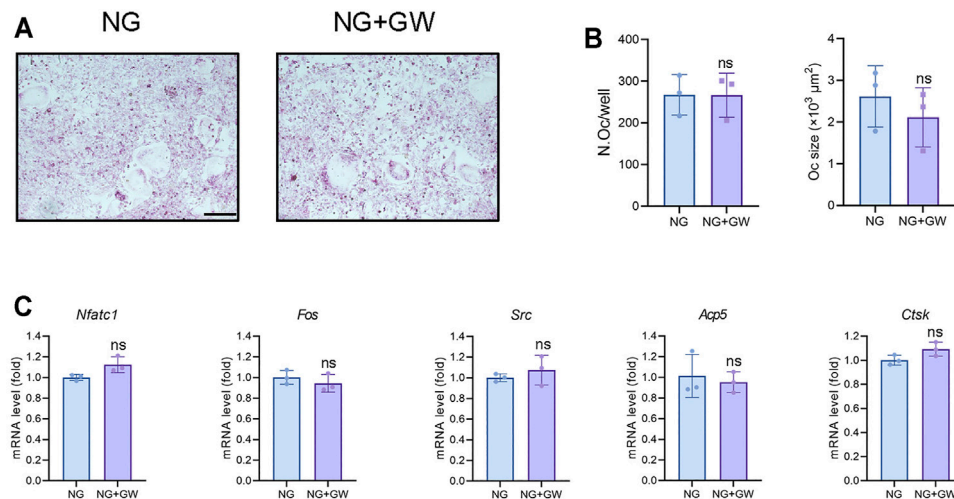 A
NG
NG+GW
B
N.Oc/well
400
300
200
100
0
ns
NG
NG+GW
Oc size (×10³ μm²)
4
3
2
1
0
ns
NG
NG+GW
C
Nfatc1
mRNA level (fold)
1.4
1.2
1.0
0.8
0.6
0.4
0.2
0.0
ns
NG
NG+GW
Fos
mRNA level (fold)
1.4
1.2
1.0
0.8
0.6
0.4
0.2
0.0
ns
NG
NG+GW
Src
mRNA level (fold)
1.4
1.2
1.0
0.8
0.6
0.4
0.2
0.0
ns
NG
NG+GW
Acp5
mRNA level (fold)
1.4
1.2
1.0
0.8
0.6
0.4
0.2
0.0
ns
NG
NG+GW
Ctsk
mRNA level (fold)
1.2
1.0
0.8
0.6
0.4
0.2
0.0
ns
NG
NG+GW